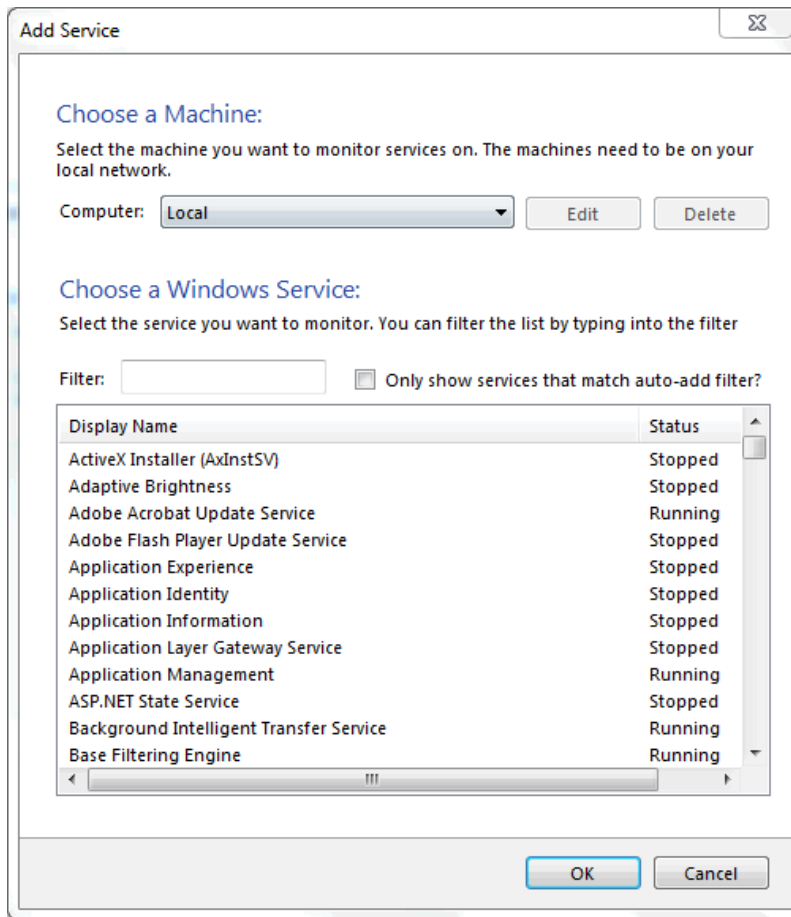 Add Service
Choose a Machine:
Select the machine you want to monitor services on. The machines need to be on your
local network.
Computer: Local Edit Delete
Choose a Windows Service:
Select the service you want to monitor. You can filter the list by typing into the filter
Filter: Only show services that match auto-add filter?
Display Name Status
ActiveX Installer (AxInstSV) Stopped
Adaptive Brightness Stopped
Adobe Acrobat Update Service Running
Adobe Flash Player Update Service Stopped
Application Experience Stopped
Application Identity Stopped
Application Information Stopped
Application Layer Gateway Service Stopped
Application Management Running
ASP.NET State Service Stopped
Background Intelligent Transfer Service Running
Base Filtering Engine Running
OK Cancel